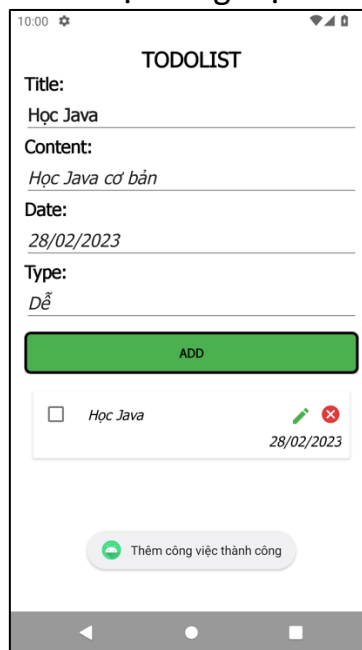 10:00
TODOLIST
Title:
Học Java
Content:
Học Java cơ bản
Date:
28/02/2023
Type:
Dễ
ADD
Học Java
28/02/2023
Thêm công việc thành công